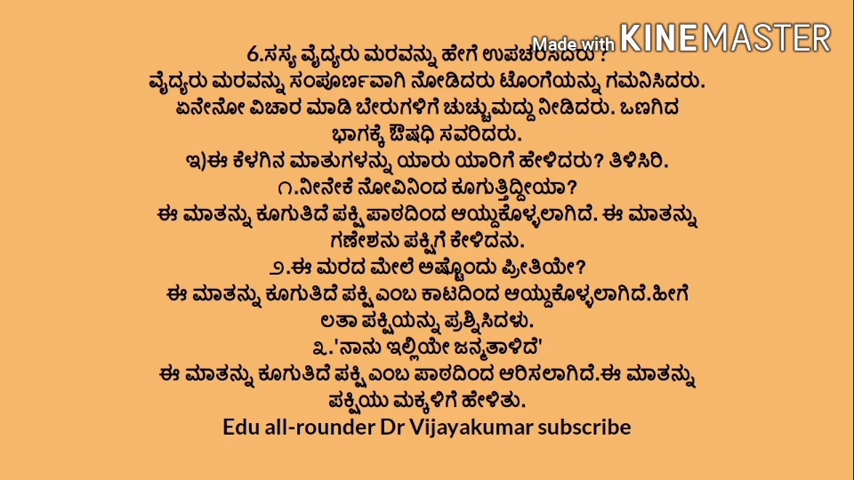 Made with KINEMASTER
6.ಸಸ್ಯ ವೈದ್ಯರು ಮರವನ್ನು ಹೇಗೆ ಉಪಚರಿಸಿದರು ?
ವೈದ್ಯರು ಮರವನ್ನು ಸಂಪೂರ್ಣವಾಗಿ ನೋಡಿದರು ಟೊಂಗೆಯನ್ನು ಗಮನಿಸಿದರು.
ಏನೇನೋ ವಿಚಾರ ಮಾಡಿ ಬೇರುಗಳಿಗೆ ಚುಚ್ಚುಮದ್ದು ನೀಡಿದರು. ಒಣಗಿದ
ಭಾಗಕ್ಕೆ ಔಷಧಿ ಸವರಿದರು.
ಇ)ಈ ಕೆಳಗಿನ ಮಾತುಗಳನ್ನು ಯಾರು ಯಾರಿಗೆ ಹೇಳಿದರು? ತಿಳಿಸಿರಿ.
೧.ನೀನೇಕೆ ನೋವಿನಿಂದ ಕೂಗುತ್ತಿದ್ದೀಯಾ?
ಈ ಮಾತನ್ನು ಕೂಗುತಿದೆ ಪಕ್ಷಿ ಪಾಠದಿಂದ ಆಯ್ದುಕೊಳ್ಳಲಾಗಿದೆ. ಈ ಮಾತನ್ನು
ಗಣೇಶನು ಪಕ್ಷಿಗೆ ಕೇಳಿದನು.
೨.ಈ ಮರದ ಮೇಲೆ ಅಷ್ಟೊಂದು ಪ್ರೀತಿಯೇ?
ಈ ಮಾತನ್ನು ಕೂಗುತಿದೆ ಪಕ್ಷಿ ಎಂಬ ಕಾಟದಿಂದ ಆಯ್ದುಕೊಳ್ಳಲಾಗಿದೆ.ಹೀಗೆ
ಲತಾ ಪಕ್ಷಿಯನ್ನು ಪ್ರಶ್ನಿಸಿದಳು.
೩.'ನಾನು ಇಲ್ಲಿಯೇ ಜನ್ಮತಾಳಿದೆ'
ಈ ಮಾತನ್ನು ಕೂಗುತಿದೆ ಪಕ್ಷಿ ಎಂಬ ಪಾಠದಿಂದ ಆರಿಸಲಾಗಿದೆ.ಈ ಮಾತನ್ನು
ಪಕ್ಷಿಯು ಮಕ್ಕಳಿಗೆ ಹೇಳಿತು.
Edu all-rounder Dr Vijayakumar subscribe